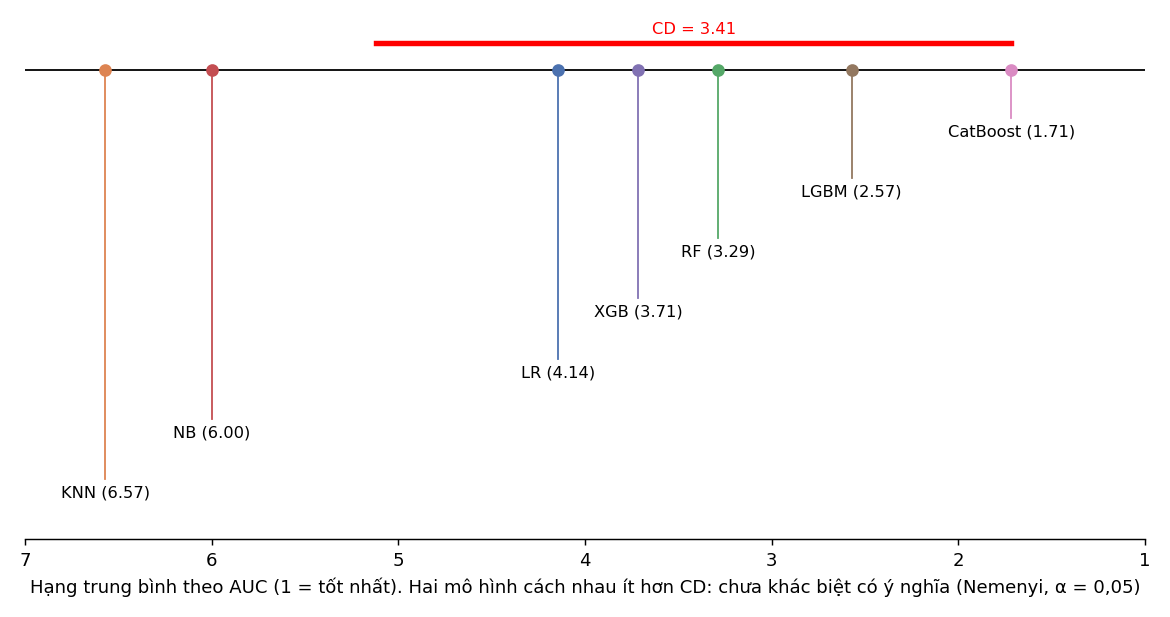 CD = 3.41
CatBoost (1.71)
LGBM (2.57)
RF (3.29)
XGB (3.71)
LR (4.14)
NB (6.00)
KNN (6.57)
7 6 5 4 3 2 1
Hạng trung bình theo AUC (1 = tốt nhất). Hai mô hình cách nhau ít hơn CD: chưa khác biệt có ý nghĩa (Nemenyi, α = 0,05)